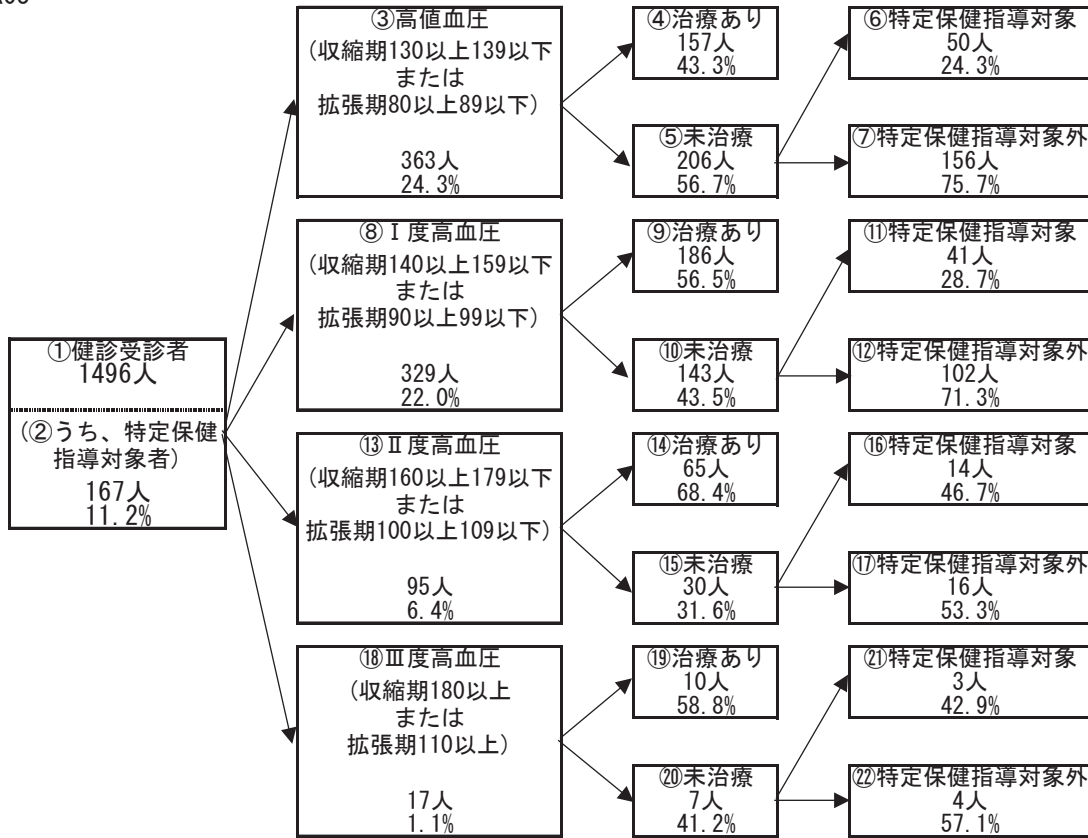 ①健診受診者
1496人
(②うち、特定保健
指導対象者)
167人
11.2%
③高値血圧
(収縮期130以上139以下
または
拡張期80以上89以下)
363人
24.3%
④治療あり
157人
43.3%
⑤未治療
206人
56.7%
⑥特定保健指導対象
50人
24.3%
⑦特定保健指導対象外
156人
75.7%
⑧Ⅰ度高血圧
(収縮期140以上159以下
または
拡張期90以上99以下)
329人
22.0%
⑨治療あり
186人
56.5%
⑩未治療
143人
43.5%
⑪特定保健指導対象
41人
28.7%
⑫特定保健指導対象外
102人
71.3%
⑬Ⅱ度高血圧
(収縮期160以上179以下
または
拡張期100以上109以下)
95人
6.4%
⑭治療あり
65人
68.4%
⑮未治療
30人
31.6%
⑯特定保健指導対象
14人
46.7%
⑰特定保健指導対象外
16人
53.3%
⑱Ⅲ度高血圧
(収縮期180以上
または
拡張期110以上)
17人
1.1%
⑲治療あり
10人
58.8%
⑳未治療
7人
41.2%
㉑特定保健指導対象
3人
42.9%
㉒特定保健指導対象外
4人
57.1%